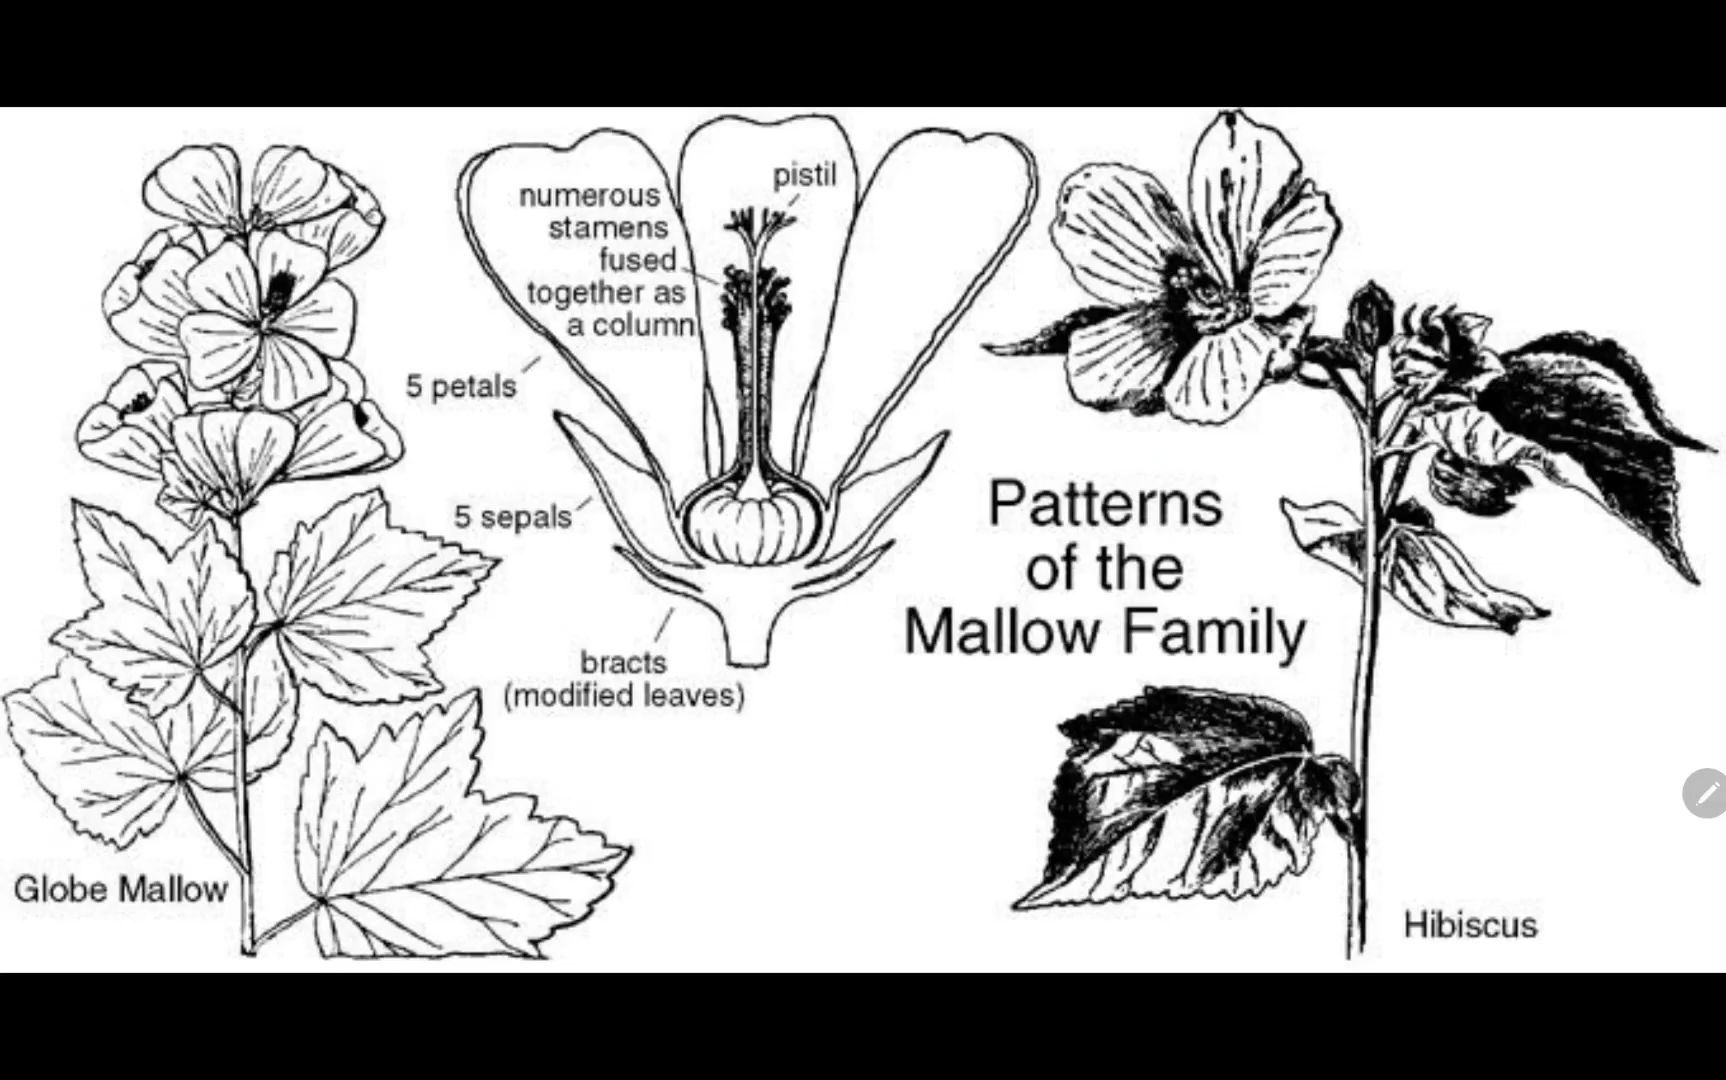 pistil
numerous
stamens
fused
together as
a column
5 petals
5 sepals
bracts
(modified leaves)
Patterns
of the
Mallow Family
Globe Mallow
Hibiscus